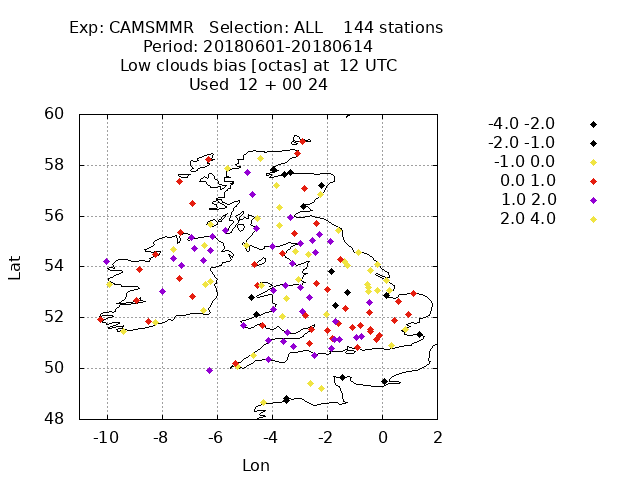 Exp: CAMSMMR   Selection: ALL    144 stations
Period: 20180601-20180614
Low clouds bias [octas] at  12 UTC
Used  12 + 00 24
-4.0 -2.0
-2.0 -1.0
-1.0 0.0
0.0 1.0
1.0 2.0
2.0 4.0
60
58
56
54
52
50
48
Lat
-10 -8 -6 -4 -2 0 2
Lon